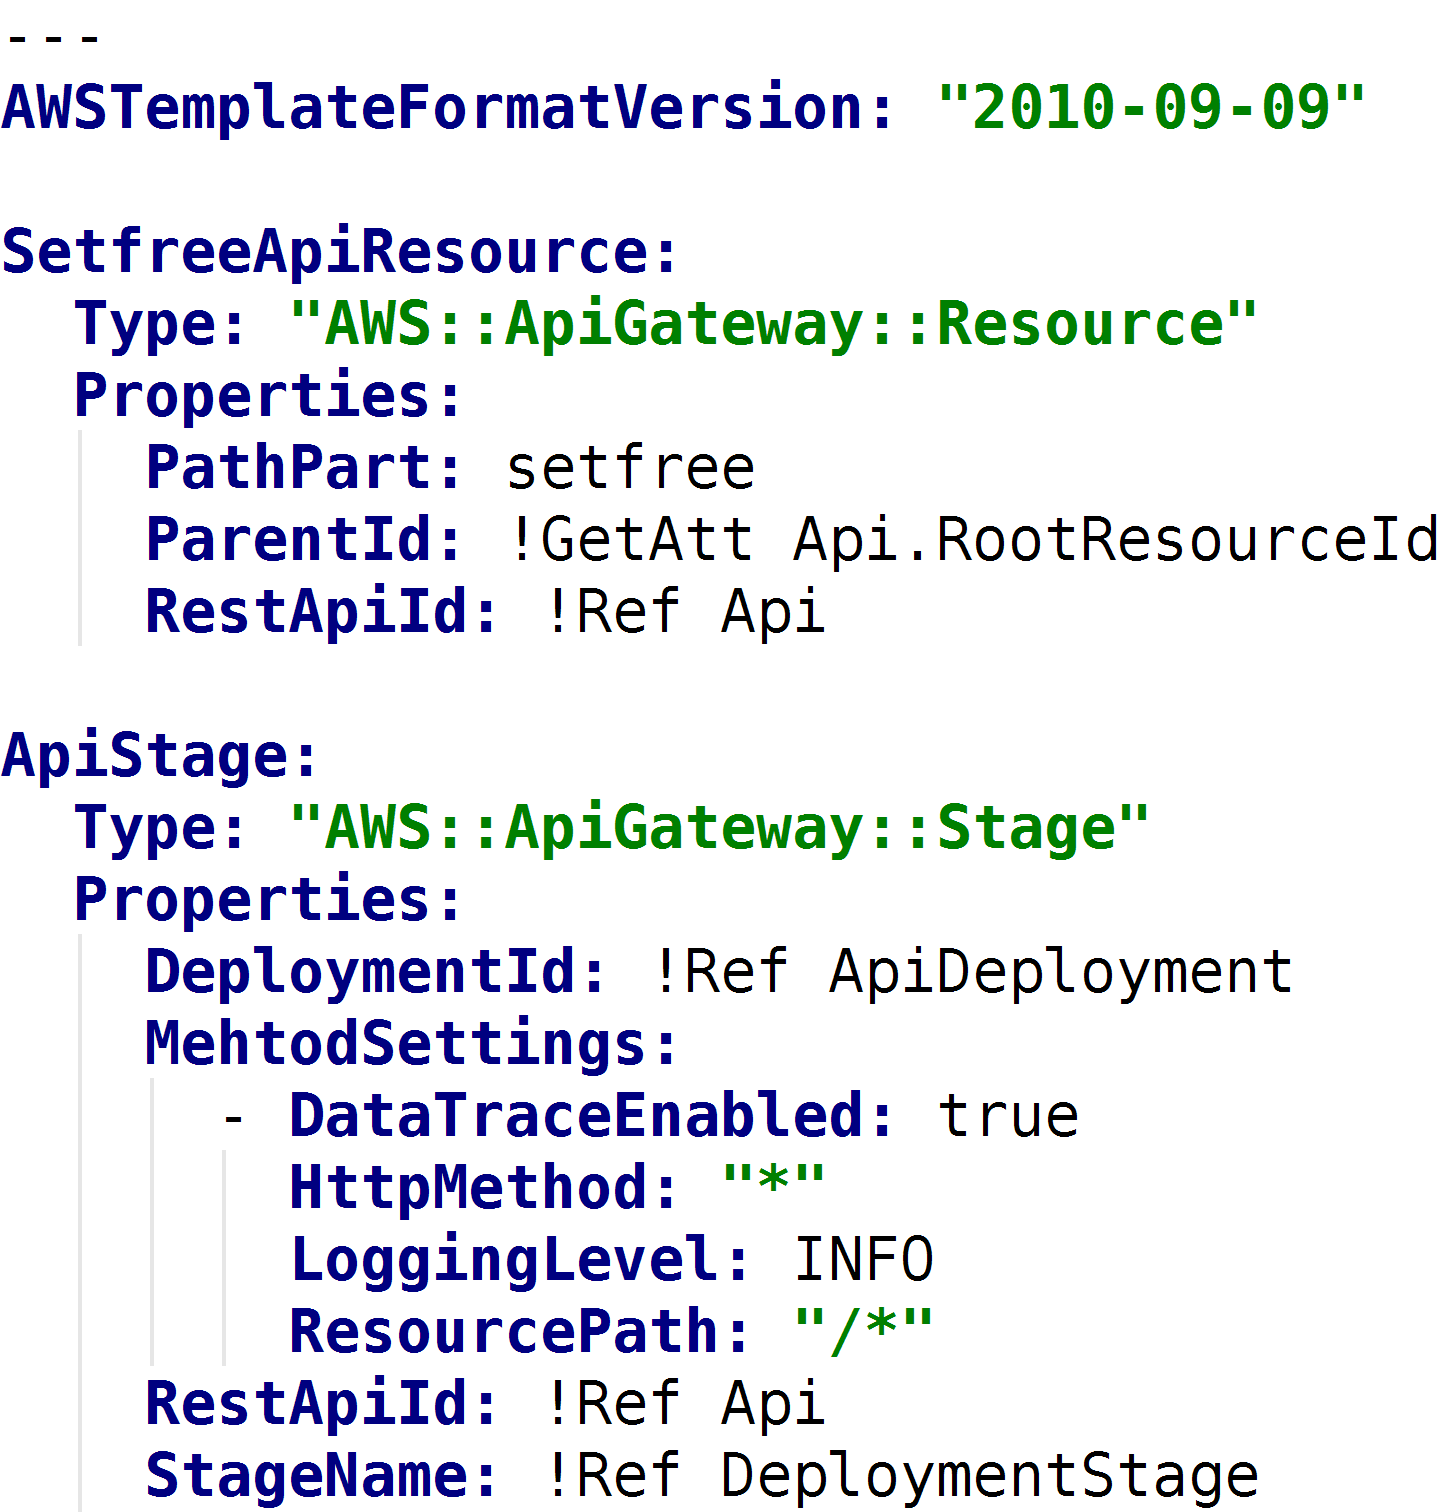 ---
AWSTemplateFormatVersion: "2010-09-09"
SetfreeApiResource:
Type: "AWS::ApiGateway::Resource"
Properties:
PathPart: setfree
ParentId: !GetAtt Api.RootResourceId
RestApiId: !Ref Api
ApiStage:
Type: "AWS::ApiGateway::Stage"
Properties:
DeploymentId: !Ref ApiDeployment
MehtodSettings:
- DataTraceEnabled: true
HttpMethod: "*"
LoggingLevel: INFO
ResourcePath: "/*"
RestApiId: !Ref Api
StageName: !Ref DeploymentStage